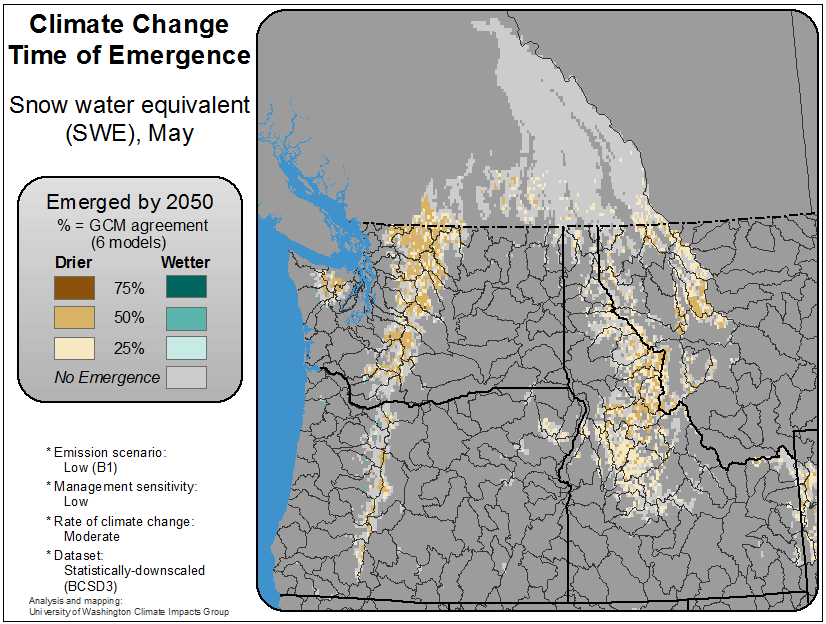 Climate Change
Time of Emergence
Snow water equivalent
(SWE), May
Emerged by 2050
% = GCM agreement
(6 models)
Drier Wetter
75%
50%
25%
No Emergence
* Emission scenario:
Low (B1)
* Management sensitivity:
Low
* Rate of climate change:
Moderate
* Dataset:
Statistically-downscaled
(BCSD3)
Analysis and mapping:
University of Washington Climate Impacts Group